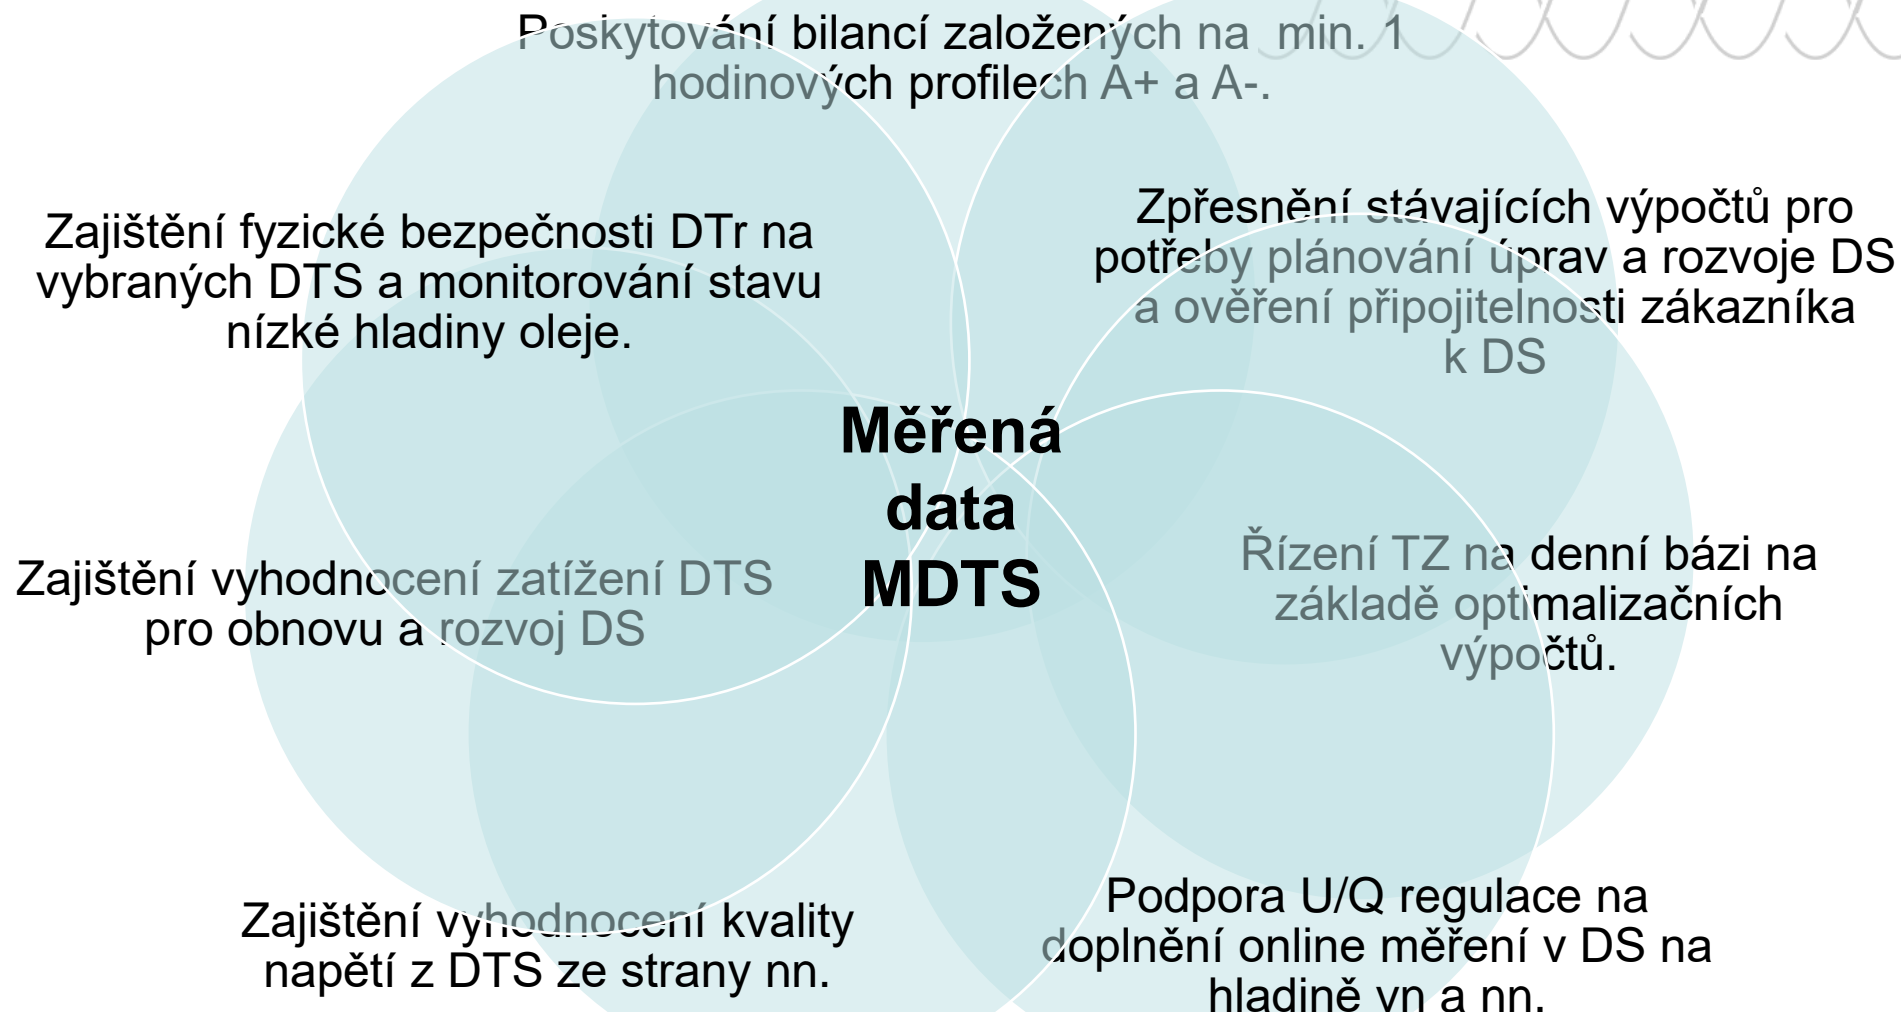 Poskytování bilancí založených na min. 1
hodinových profilech A+ a A-.
Zpřesnění stávajících výpočtů pro
potřeby plánování úprav a rozvoje DS
a ověření připojitelnosti zákazníka
k DS
Řízení TZ na denní bázi na
základě optimalizačních
výpočtů.
Podpora U/Q regulace na
doplnění online měření v DS na
hladině vn a nn.
Zajištění vyhodnocení kvality
napětí z DTS ze strany nn.
Zajištění vyhodnocení zatížení DTS
pro obnovu a rozvoj DS
Zajištění fyzické bezpečnosti DTr na
vybraných DTS a monitorování stavu
nízké hladiny oleje.
Měřená
data
MDTS